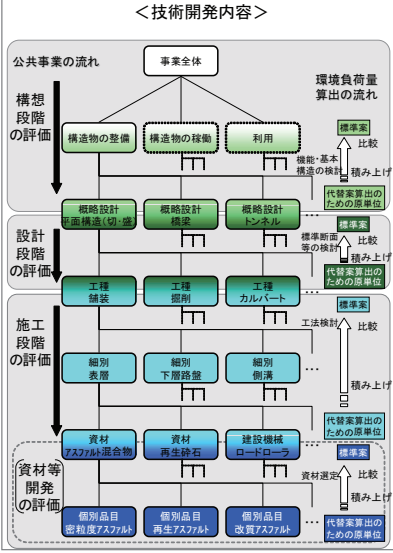 ＜技術開発内容＞
公共事業の流れ
事業全体
環境負荷量
算出の流れ
構想
段階
の評価
構造物の整備
構造物の稼働
利用
標準案
比較
機能・基本
構造の検討
積み上げ
代替案算出の
ための原単位
概略設計
平面構造(切・盛)
概略設計
橋梁
概略設計
トンネル
…
設計
段階
の評価
標準断面
等の検討
標準案
比較
積み上げ
代替案算出の
ための原単位
工種
舗装
工種
掘削
工種
カルバート
…
施工
段階
の評価
工法検討
標準案
比較
積み上げ
細別
表層
細別
下層路盤
細別
側溝
…
代替案算出の
ための原単位
資材
アスファルト混合物
資材
再生砕石
建設機械
ロードローラ
…
資材等
開発
の評価
資材選定
標準案
比較
積み上げ
個別品目
密粒度アスファルト
個別品目
再生アスファルト
個別品目
改質アスファルト
…
代替案算出の
ための原単位